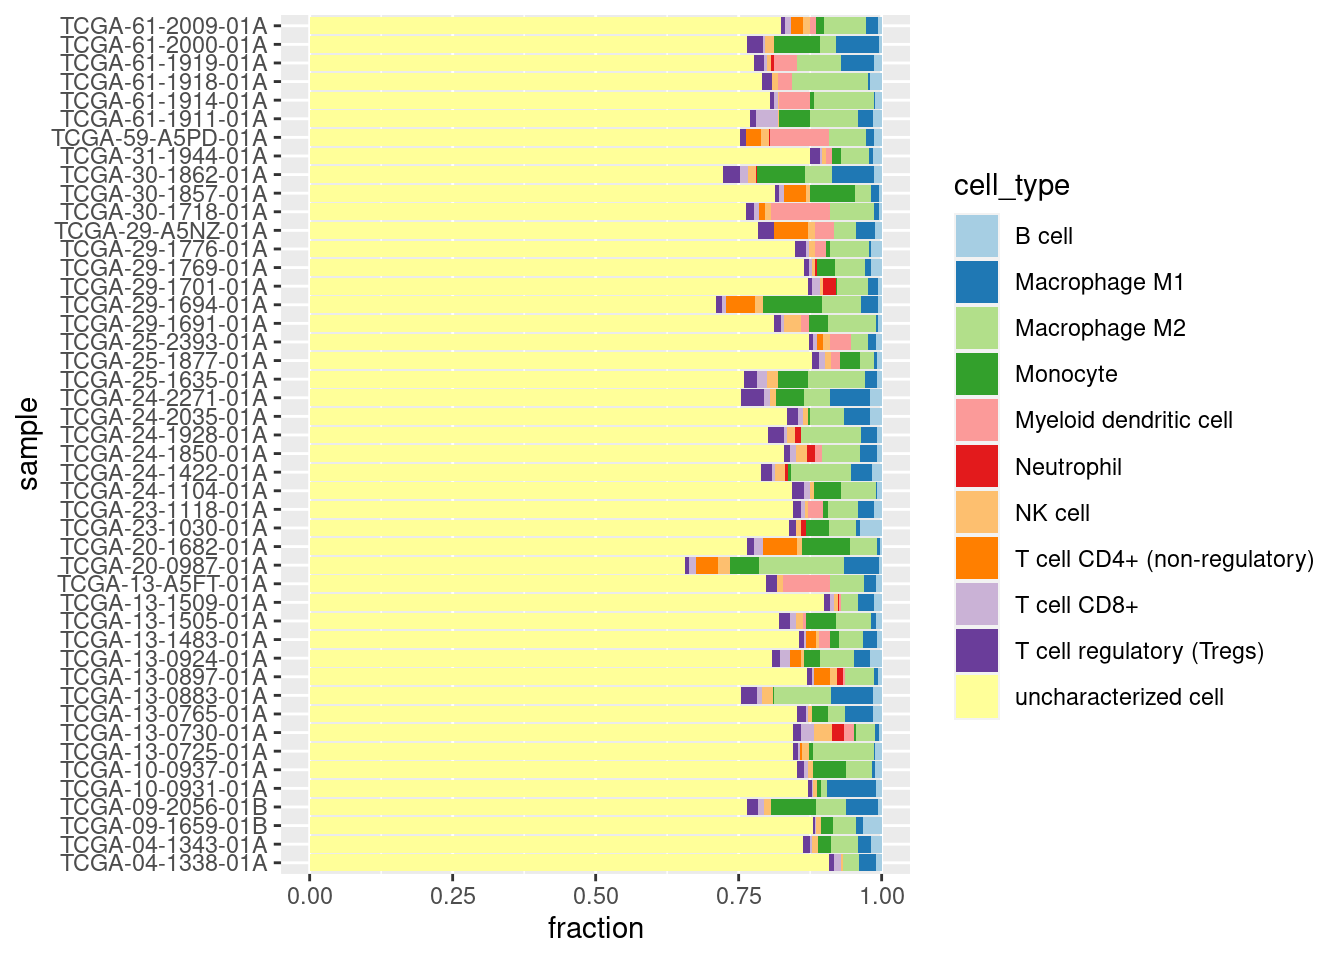 TCGA-61-2009-01A
TCGA-61-2000-01A
TCGA-61-1919-01A
TCGA-61-1918-01A
TCGA-61-1914-01A
TCGA-61-1911-01A
TCGA-59-A5PD-01A
TCGA-31-1944-01A
TCGA-30-1862-01A
TCGA-30-1857-01A
TCGA-30-1718-01A
TCGA-29-A5NZ-01A
TCGA-29-1776-01A
TCGA-29-1769-01A
TCGA-29-1701-01A
TCGA-29-1694-01A
TCGA-29-1691-01A
TCGA-25-2393-01A
TCGA-25-1877-01A
TCGA-25-1635-01A
TCGA-24-2271-01A
TCGA-24-2035-01A
TCGA-24-1928-01A
TCGA-24-1850-01A
TCGA-24-1422-01A
TCGA-24-1104-01A
TCGA-23-1118-01A
TCGA-23-1030-01A
TCGA-20-1682-01A
TCGA-20-0987-01A
TCGA-13-A5FT-01A
TCGA-13-1509-01A
TCGA-13-1505-01A
TCGA-13-1483-01A
TCGA-13-0924-01A
TCGA-13-0897-01A
TCGA-13-0883-01A
TCGA-13-0765-01A
TCGA-13-0730-01A
TCGA-13-0725-01A
TCGA-10-0937-01A
TCGA-10-0931-01A
TCGA-09-2056-01B
TCGA-09-1659-01B
TCGA-04-1343-01A
TCGA-04-1338-01A
sample
0.00 0.25 0.50 0.75 1.00
fraction
cell_type
B cell
Macrophage M1
Macrophage M2
Monocyte
Myeloid dendritic cell
Neutrophil
NK cell
T cell CD4+ (non-regulatory)
T cell CD8+
T cell regulatory (Tregs)
uncharacterized cell